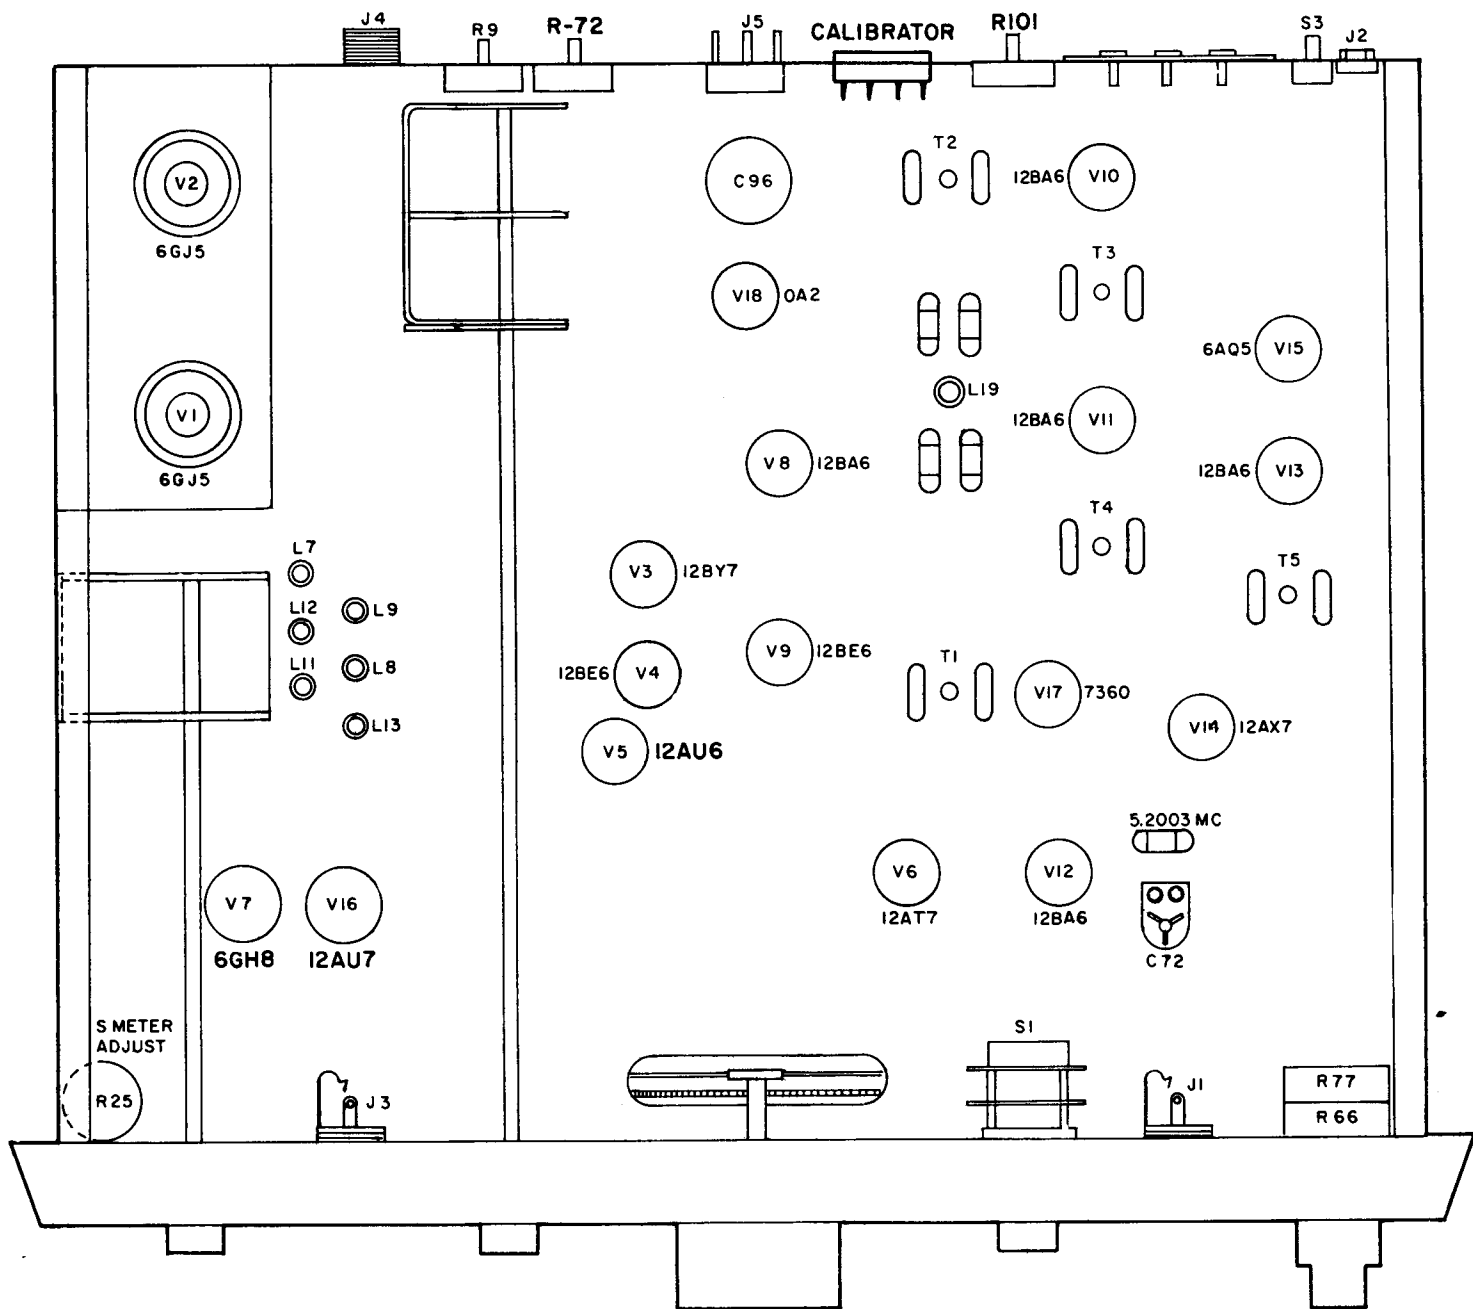 J4
R9
R-72
J5
CALIBRATOR
R101
S3
J2
V2
6GJ5
C96
T2
12BA6
V10
V18
OA2
T3
6AQ5
V15
V1
6GJ5
L19
12BA6
V11
V8
12BA6
12BA6
V13
T4
L7
V3
12BY7
T5
L12
L9
L11
L8
12BE6
V4
V9
12BE6
T1
V17
7360
L13
V5
12AU6
V14
12AX7
5.2003 MC
V7
6GH8
V16
12AU7
V6
12AT7
V12
12BA6
C72
S METER
ADJUST
R25
J3
S1
J1
R77
R66